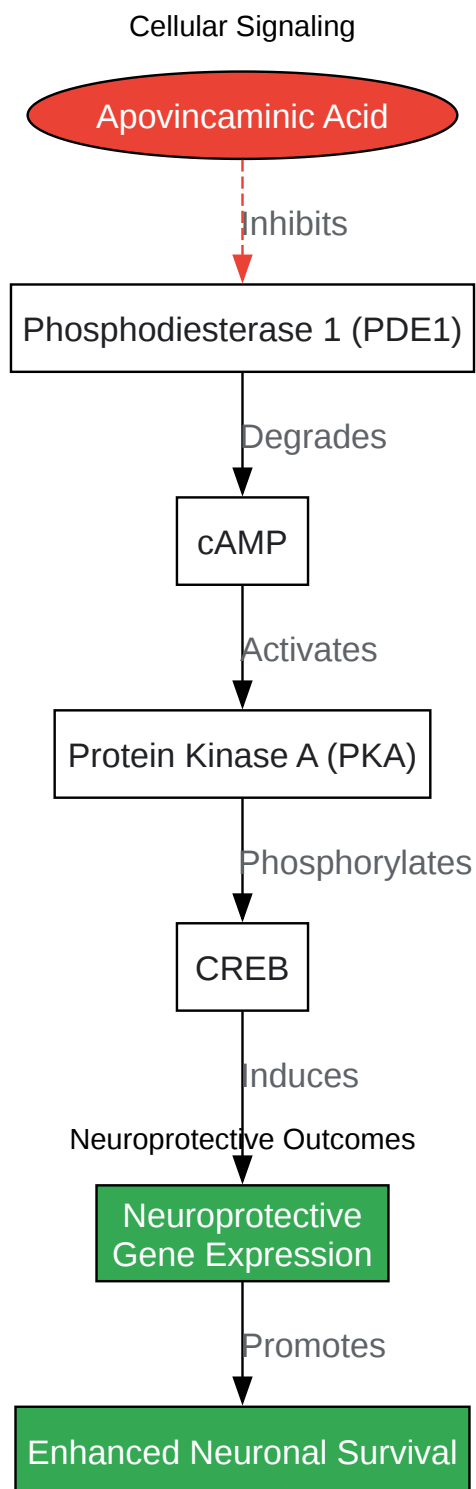 Cellular Signaling
Apovincaminic Acid
Inhibits
Phosphodiesterase 1 (PDE1)
Degrades
cAMP
Activates
Protein Kinase A (PKA)
Phosphorylates
CREB
Induces
Neuroprotective Outcomes
Neuroprotective
Gene Expression
Promotes
Enhanced Neuronal Survival